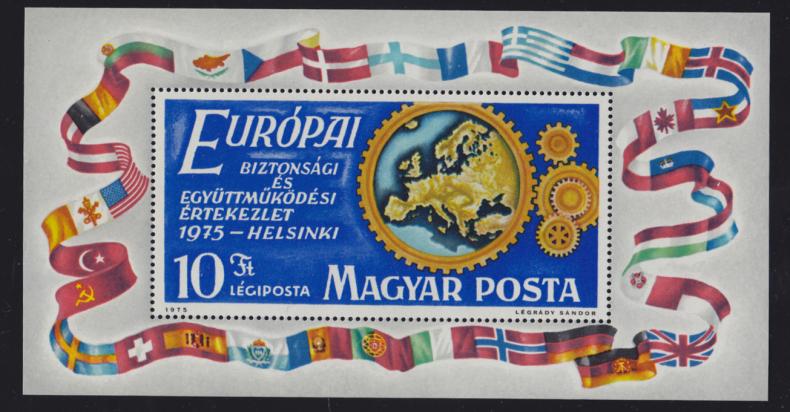 EURÓPAI
BIZTONSÁGI
ÉS
EGYÜTTMŰKÖDÉSI
ÉRTEKEZLET
1975 – HELSINKI
10 Ft
LÉGIPOSTA
MAGYAR POSTA
1975
LÉGRÁDY SÁNDOR